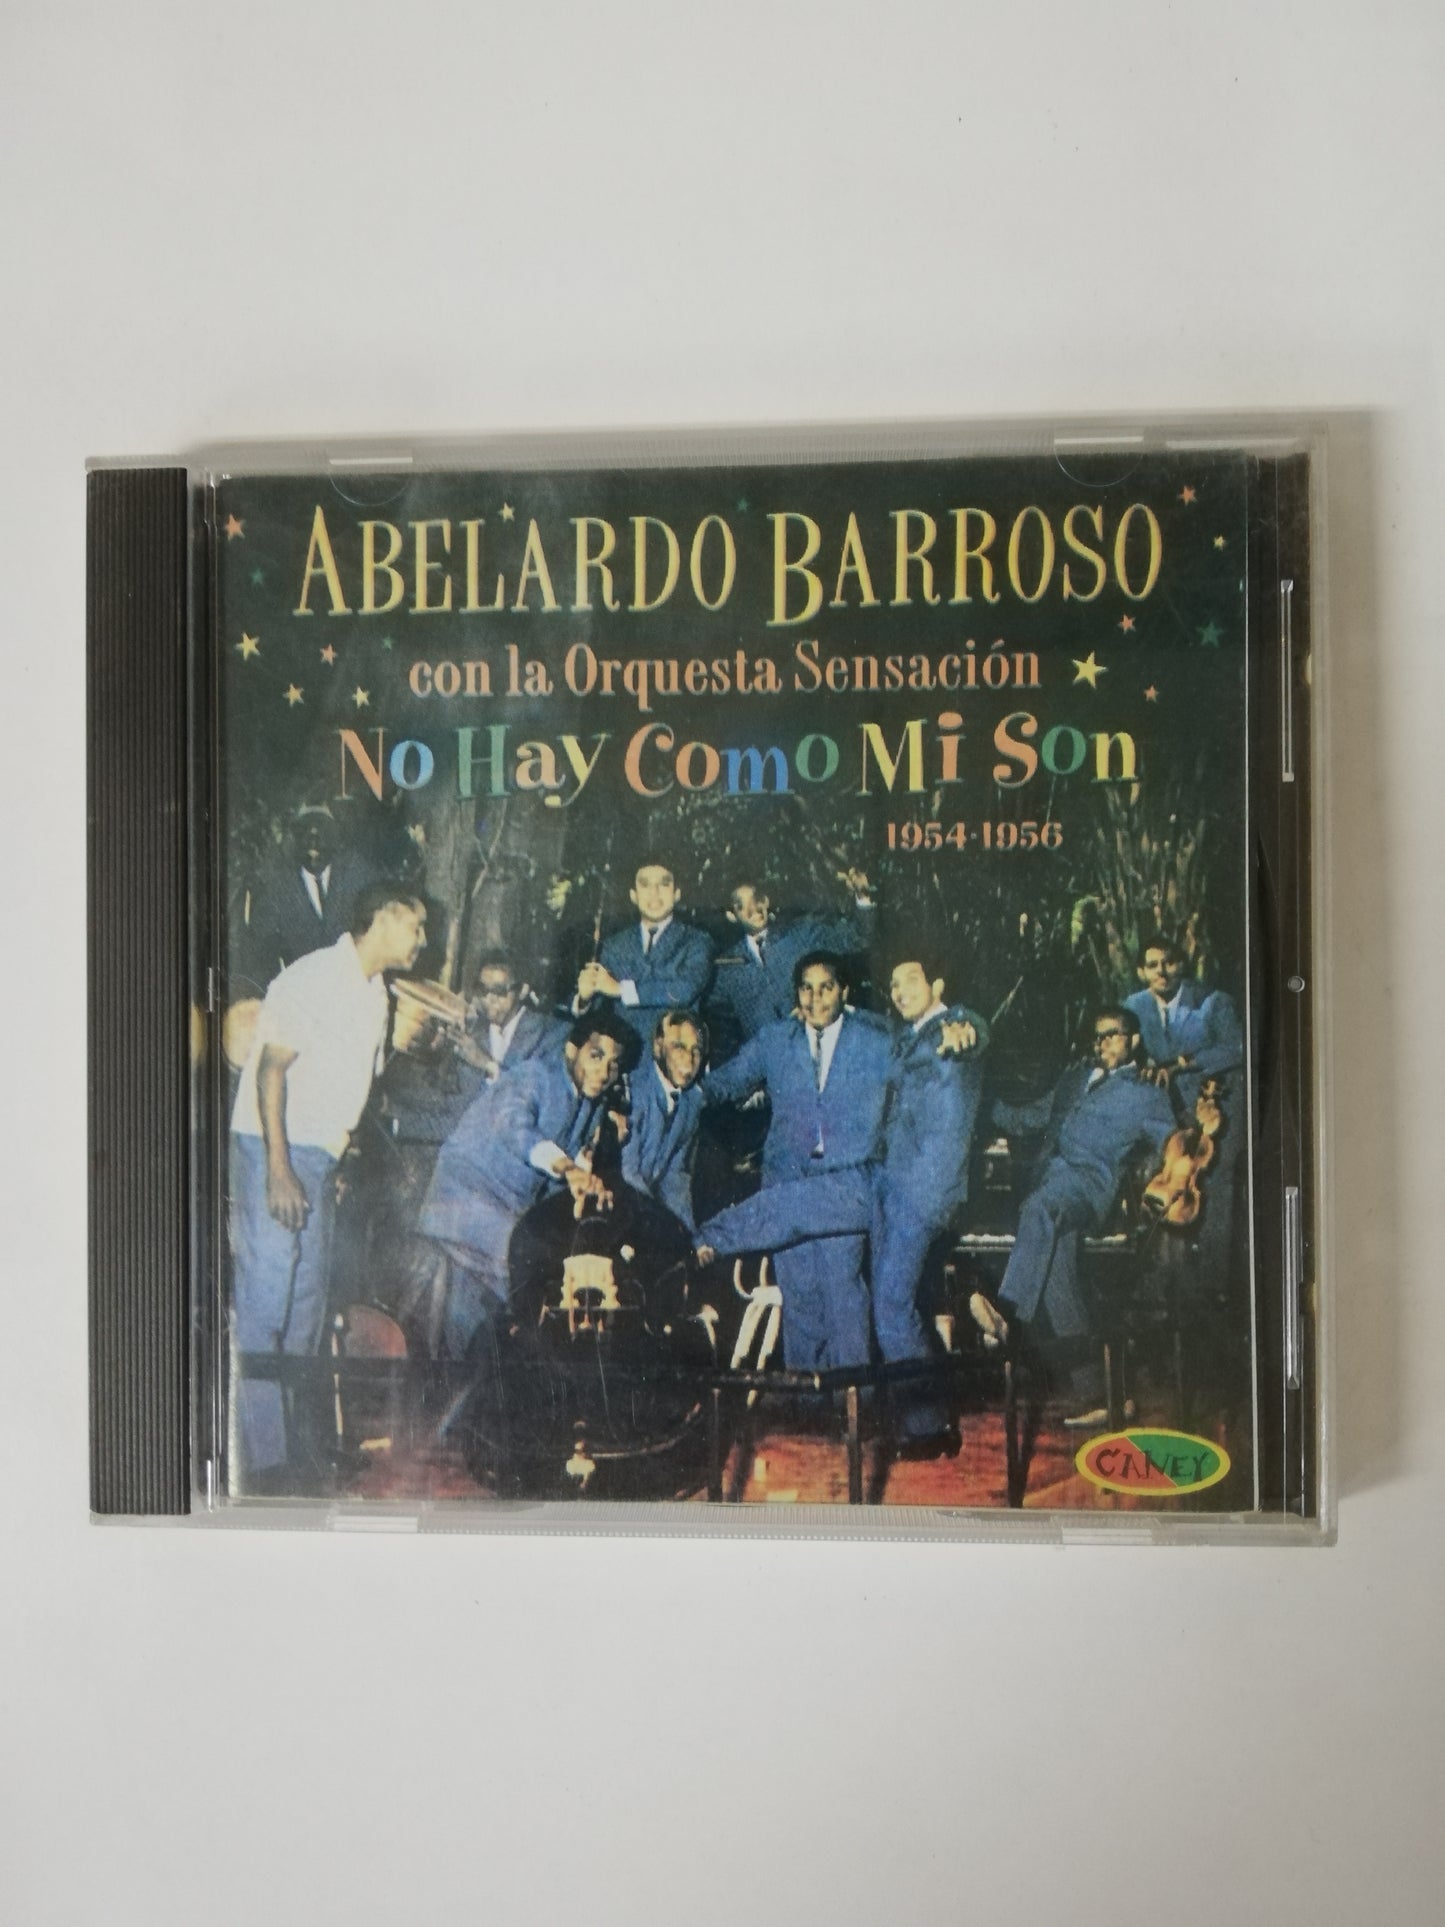 ABELARDO BARROSO
con la Orquesta Sensación
No Hay Como Mi Son
1954-1956
CANEY